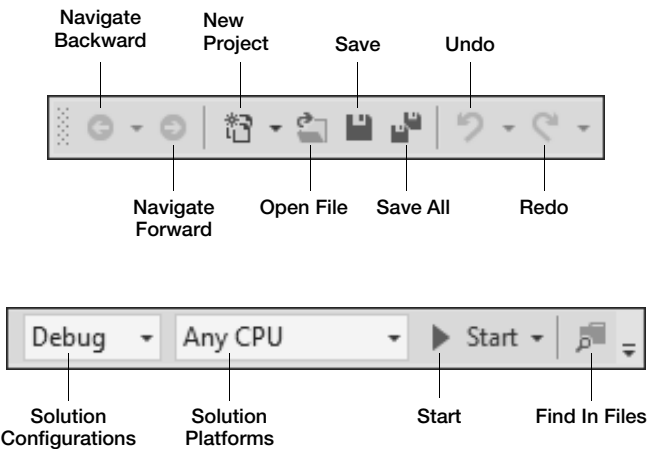 Navigate
Backward
New
Project
Save
Undo
Navigate
Forward
Open File
Save All
Redo
Debug
Any CPU
Start
Solution
Configurations
Solution
Platforms
Start
Find In Files